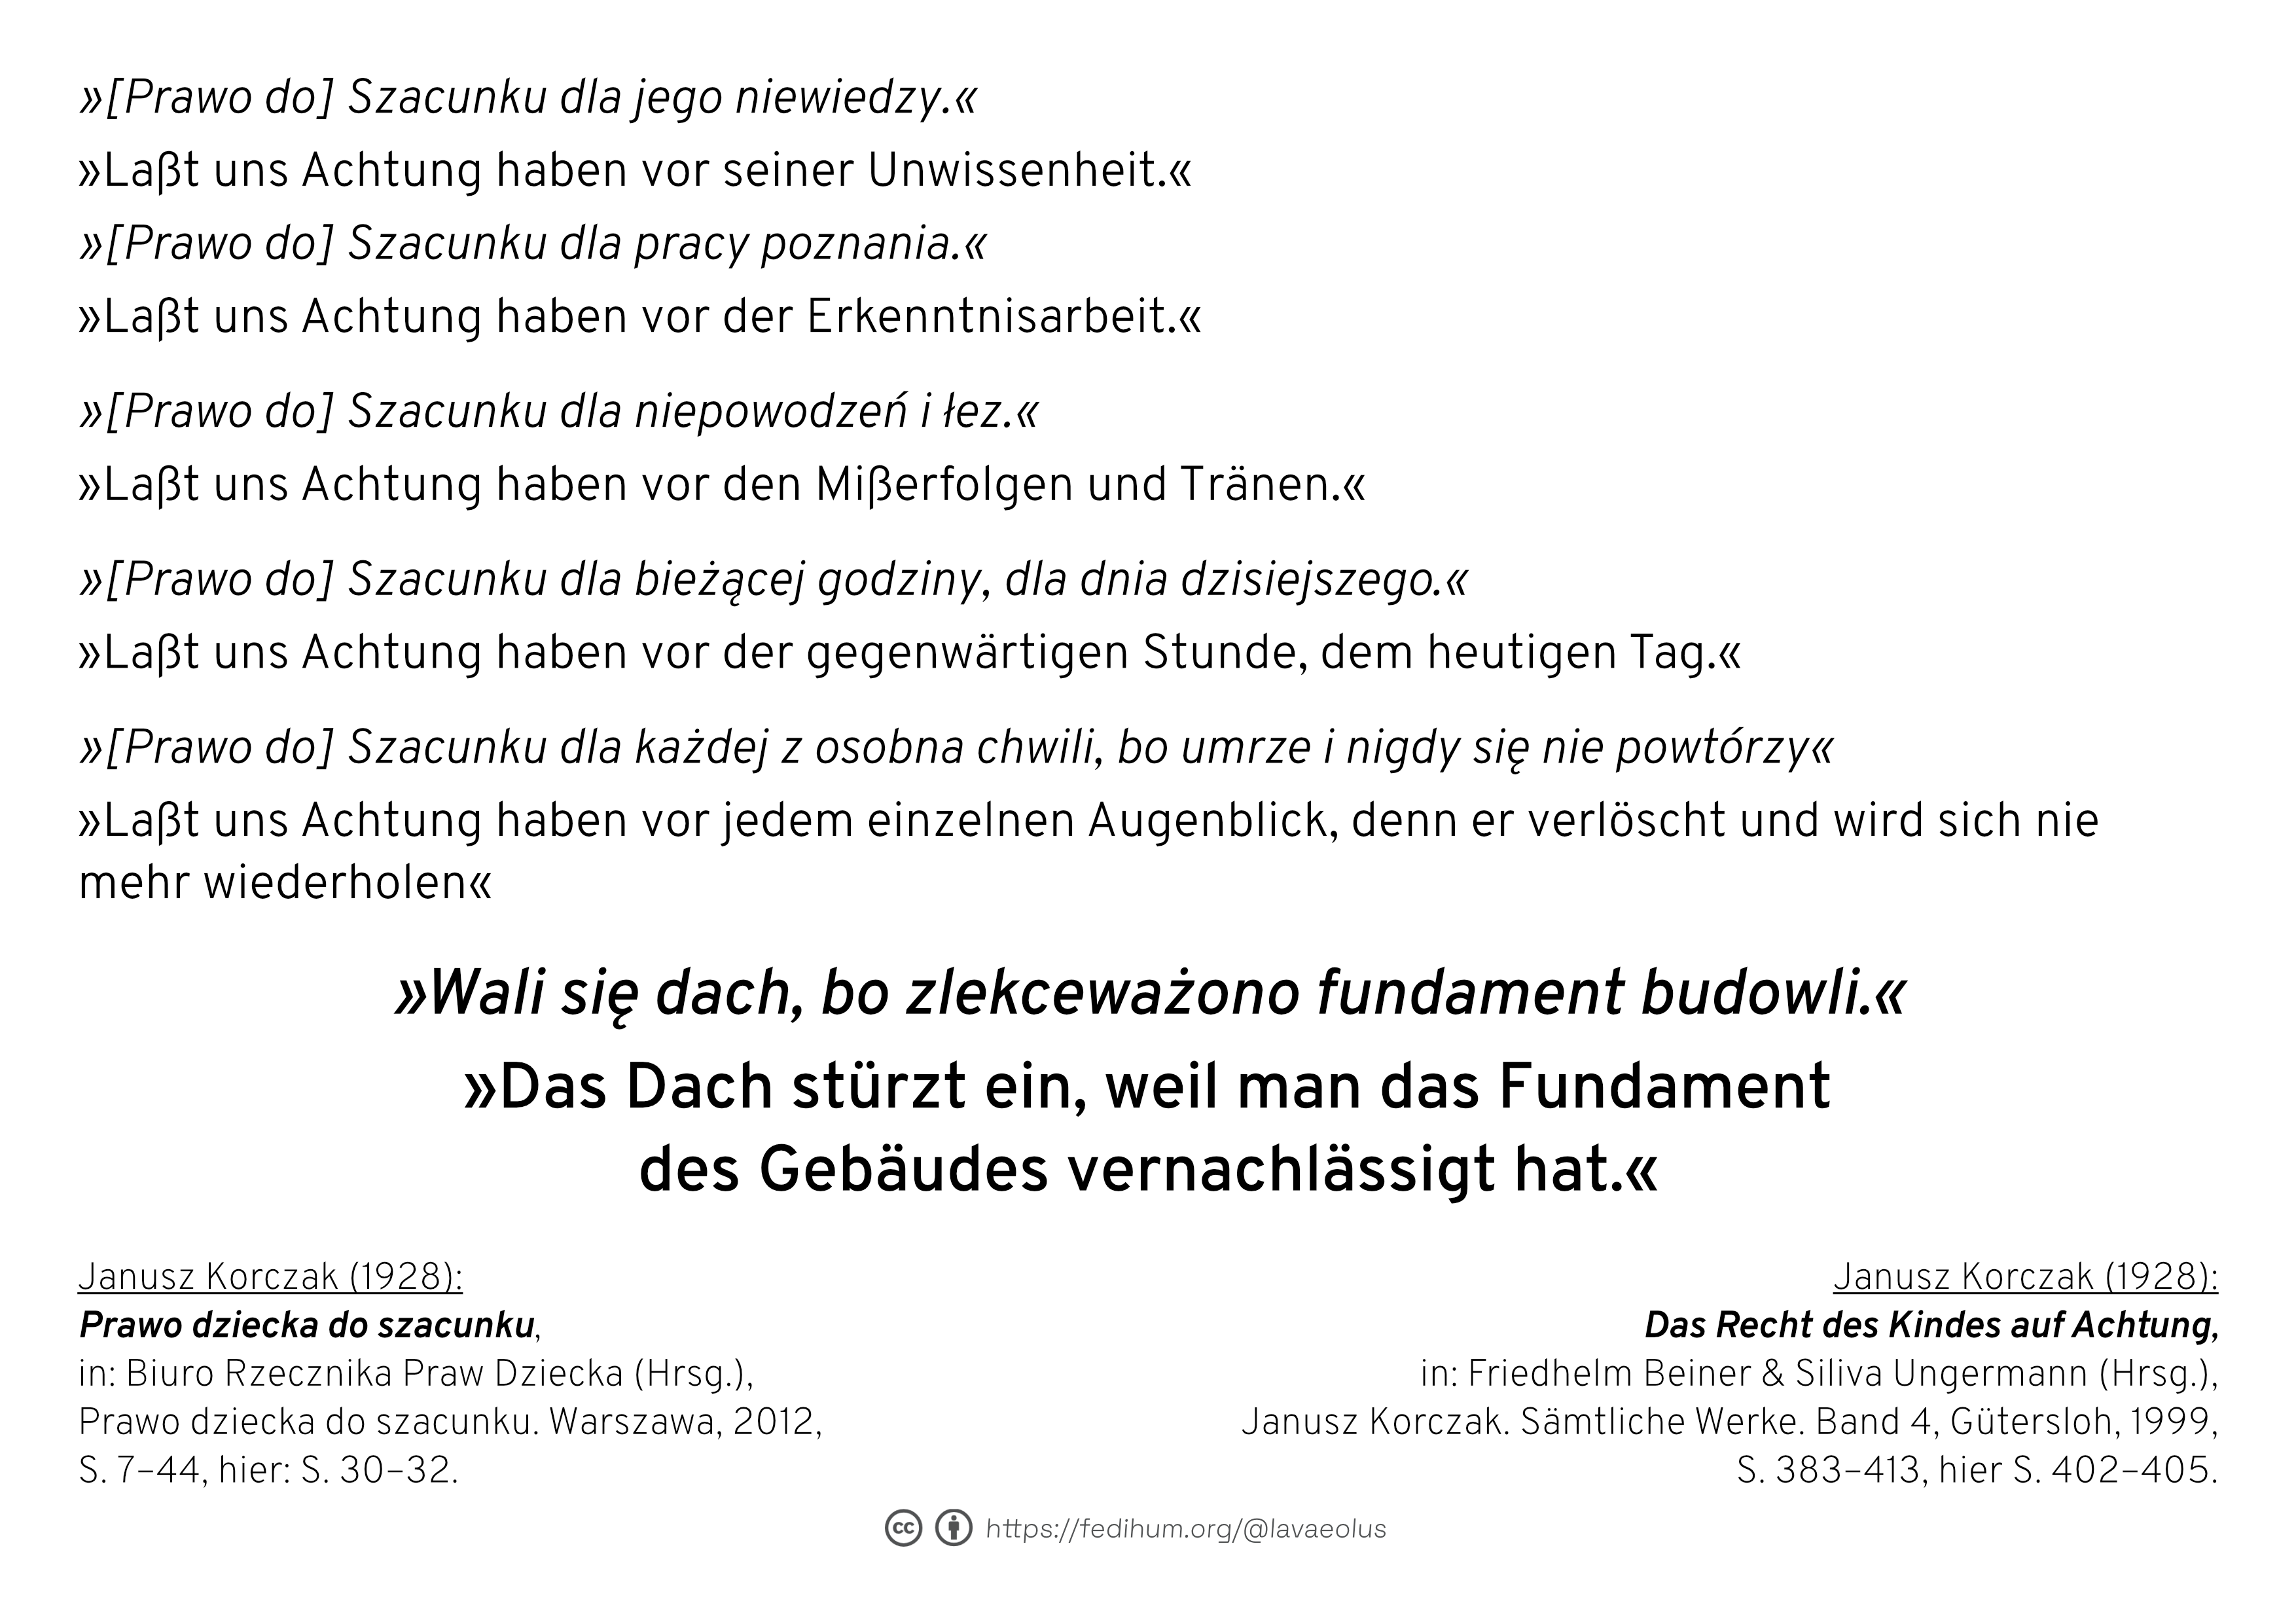 »[Prawo do] Szacunku dla jego niewiedzy.«
»Laßt uns Achtung haben vor seiner Unwissenheit.«
»[Prawo do] Szacunku dla pracy poznania.«
»Laßt uns Achtung haben vor der Erkenntnisarbeit.«
»[Prawo do] Szacunku dla niepowodzeń i łez.«
»Laßt uns Achtung haben vor den Mißerfolgen und Tränen.«
»[Prawo do] Szacunku dla bieżącej godziny, dla dnia dzisiejszego.«
»Laßt uns Achtung haben vor der gegenwärtigen Stunde, dem heutigen Tag.«
»[Prawo do] Szacunku dla każdej z osobna chwili, bo umrze i nigdy się nie powtórzy«
»Laßt uns Achtung haben vor jedem einzelnen Augenblick, denn er verlöscht und wird sich nie
mehr wiederholen«
»Wali się dach, bo zlekceważono fundament budowli.«
»Das Dach stürzt ein, weil man das Fundament
des Gebäudes vernachlässigt hat.«
Janusz Korczak (1928):
Prawo dziecka do szacunku,
in: Biuro Rzecznika Praw Dziecka (Hrsg.),
Prawo dziecka do szacunku. Warszawa, 2012,
S. 7–44, hier: S. 30–32.
Janusz Korczak (1928):
Das Recht des Kindes auf Achtung,
in: Friedhelm Beiner & Siliva Ungermann (Hrsg.),
Janusz Korczak. Sämtliche Werke. Band 4, Gütersloh, 1999,
S. 383–413, hier S. 402–405.
cc https://fedihum.org/@lavaeolus